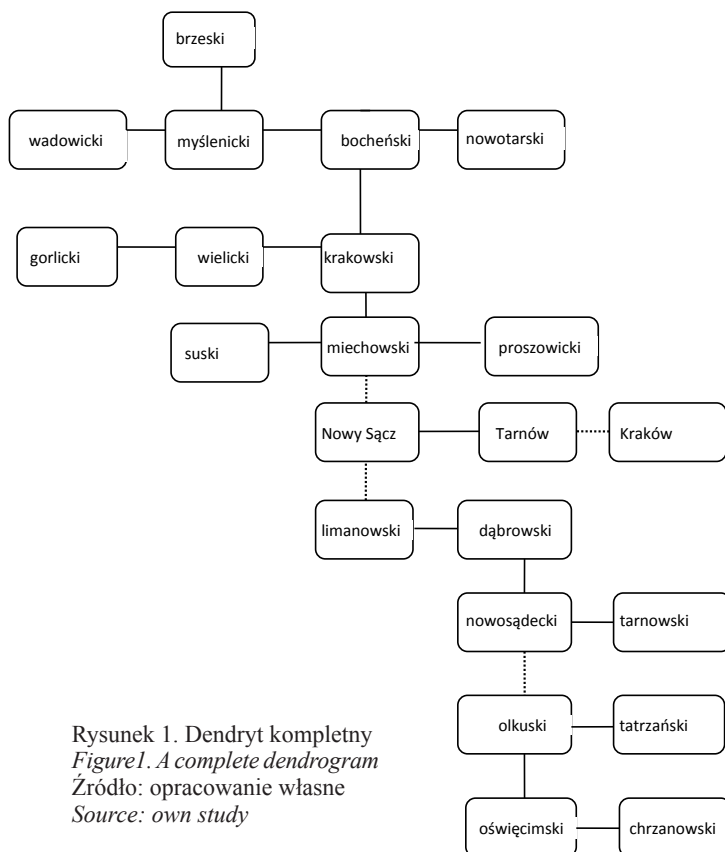 brzeski
wadowicki
myślenicki
bocheński
nowotarski
gorlicki
wielicki
krakowski
suski
miechowski
proszowicki
Nowy Sącz
Tarnów
Kraków
limanowski
dąbrowski
nowosądecki
tarnowski
olkuski
tatrzański
oświęcimski
chrzanowski
Rysunek 1. Dendryt kompletny
Figure1. A complete dendrogram
Źródło: opracowanie własne
Source: own study